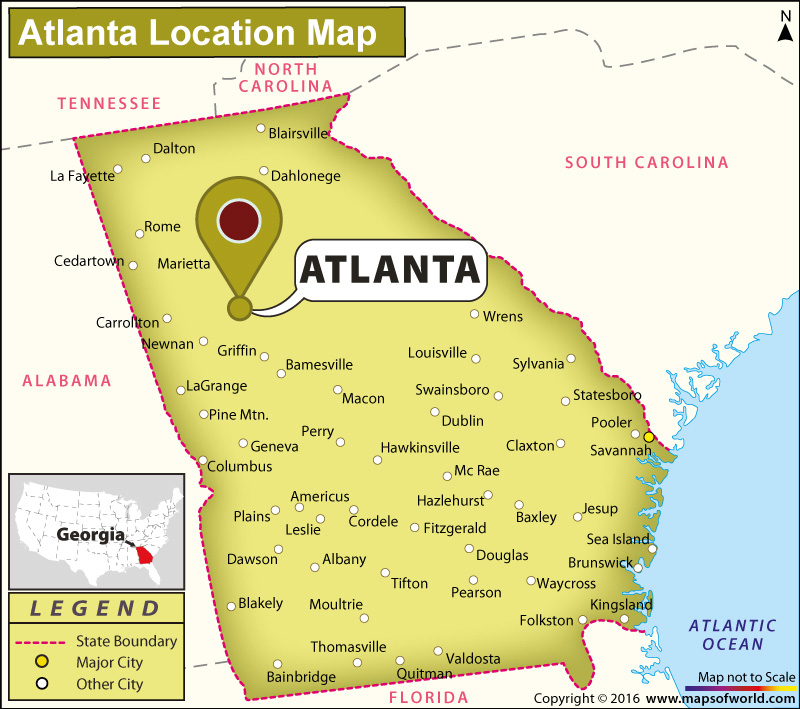 Atlanta Location Map
N
NORTH
CAROLINA
TENNESSEE
SOUTH CAROLINA
Blairsville
Dalton
La Fayette
Dahlonege
Rome
Cedartown
Marietta
ATLANTA
Carrollton
Wrens
Newnan
Griffin
Louisville
Bamesville
Sylvania
ALABAMA
LaGrange
Macon
Swainsboro
Statesboro
Pine Mtn.
Dublin
Pooler
Perry
Geneva
Hawkinsville
Claxton
Savannah
Columbus
Mc Rae
Americus
Hazlehurst
Plains
Leslie
Cordele
Baxley
Jesup
Fitzgerald
Georgia
Sea Island
Dawson
Albany
Douglas
Brunswick
Tifton
Pearson
Waycross
Blakely
Moultrie
Kingsland
Folkston
LEGEND
State Boundary
Major City
Other City
ATLANTIC
OCEAN
Thomasville
Valdosta
Bainbridge
Quitman
Map not to Scale
FLORIDA
Copyright © 2016 www.mapsofworld.com